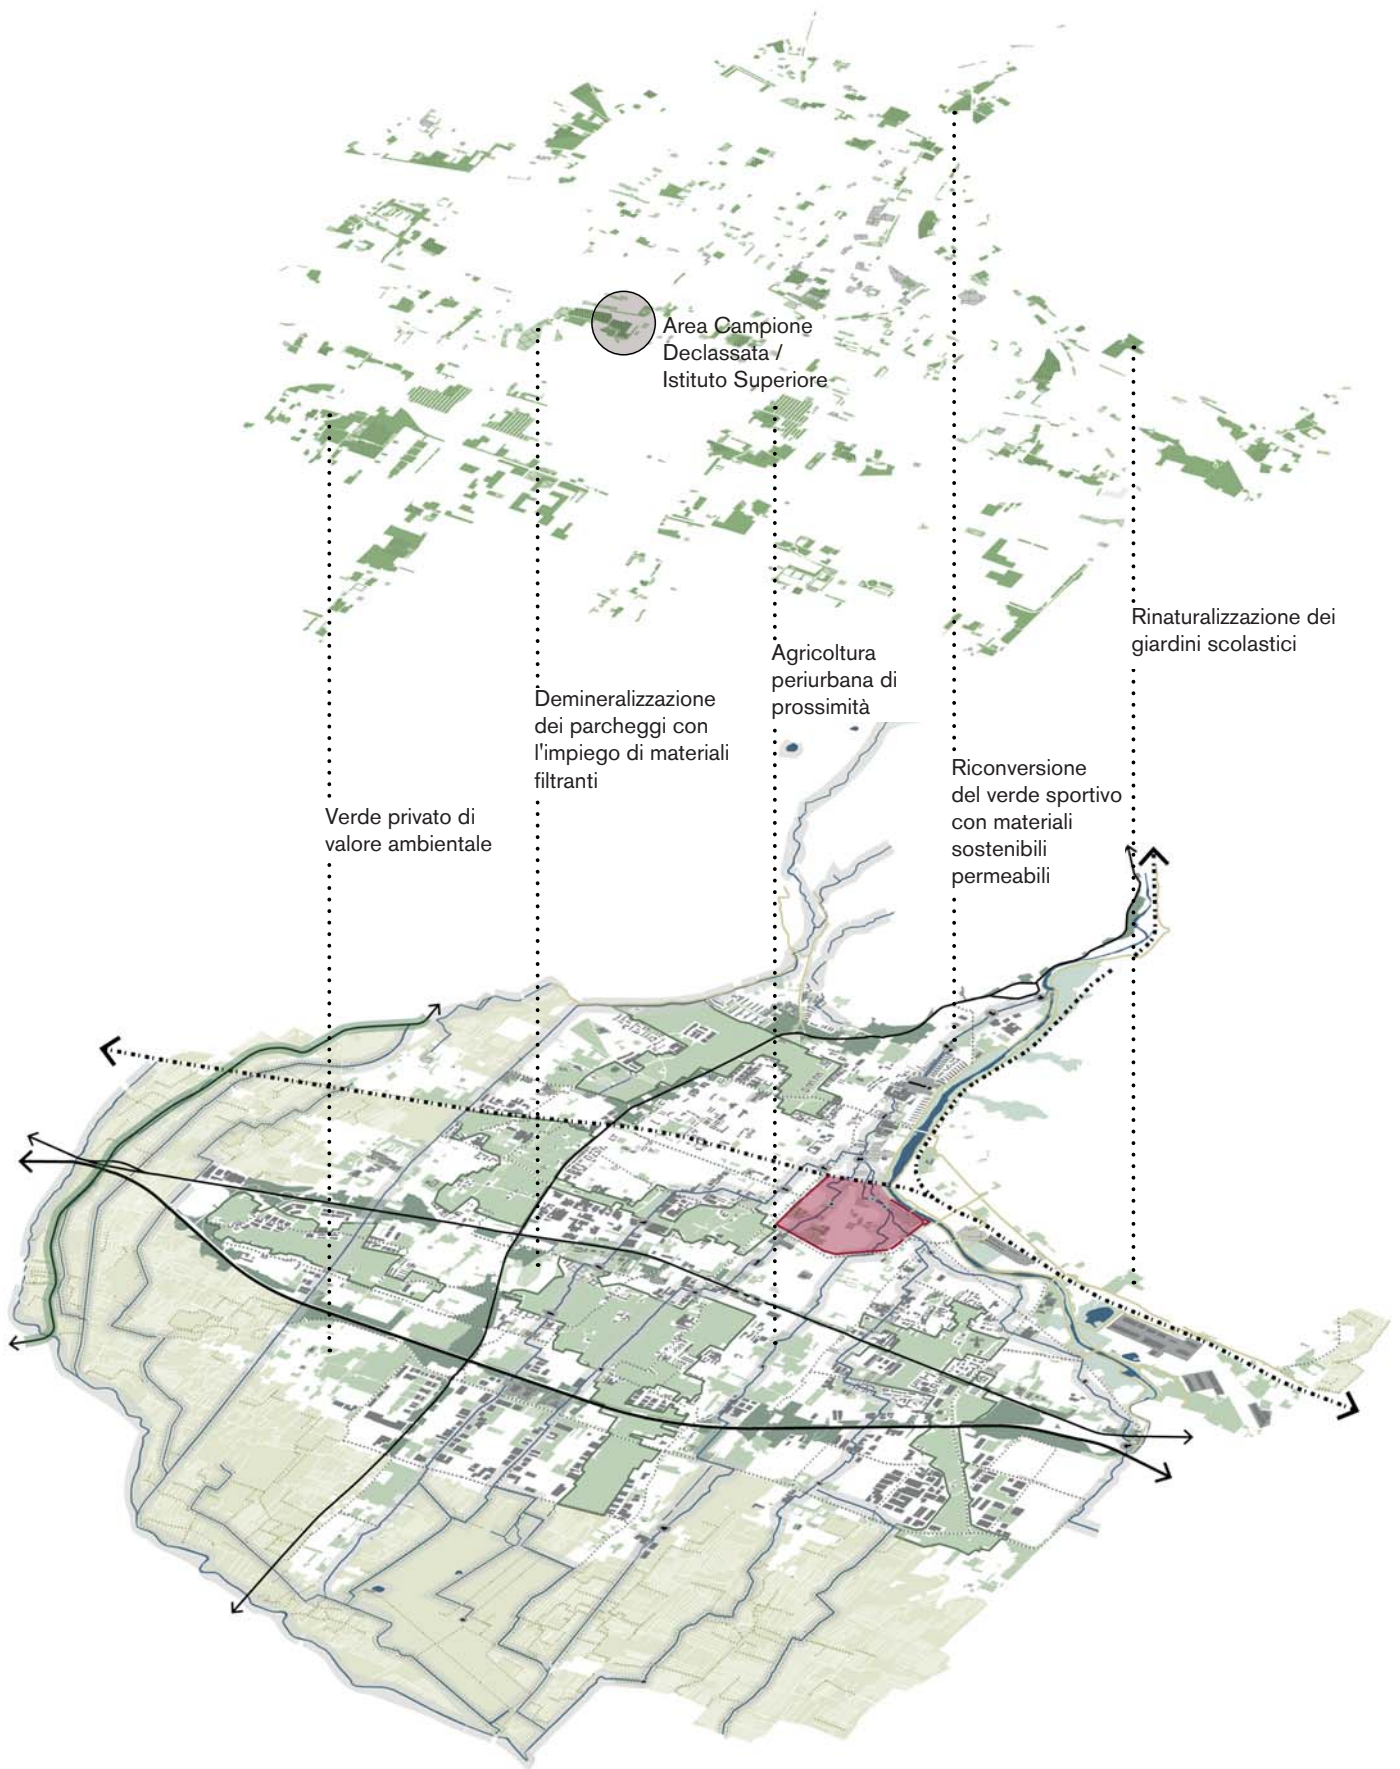 Area Campione
Declassata /
Istituto Superiore
Rinaturalizzazione dei
giardini scolastici
Agricoltura
periurbana di
prossimità
Demineralizzazione
dei parcheggi con
l'impiego di materiali
filtranti
Riconversione
del verde sportivo
con materiali
sostenibili
permeabili
Verde privato di
valore ambientale